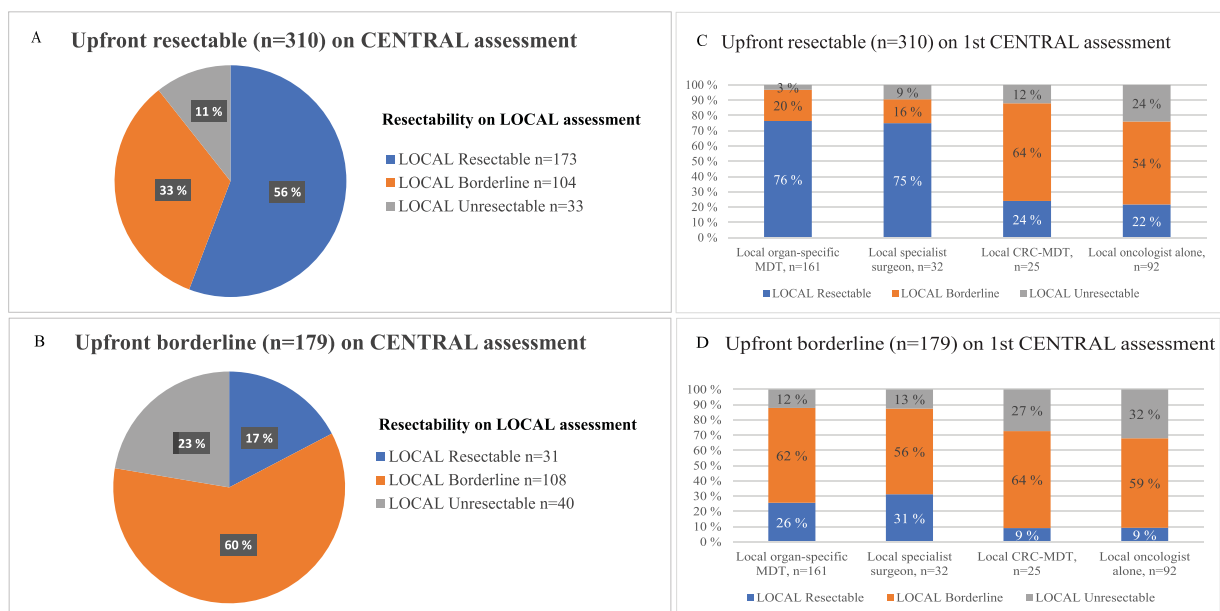 A Upfront resectable (n=310) on CENTRAL assessment
11 %
33 %
56 %
Resectability on LOCAL assessment
LOCAL Resectable n=173
LOCAL Borderline n=104
LOCAL Unresectable n=33
B Upfront borderline (n=179) on CENTRAL assessment
23 %
17 %
60 %
Resectability on LOCAL assessment
LOCAL Resectable n=31
LOCAL Borderline n=108
LOCAL Unresectable n=40
C Upfront resectable (n=310) on 1st CENTRAL assessment
100 %
90 %
80 %
70 %
60 %
50 %
40 %
30 %
20 %
10 %
0 %
3 %
20 %
76 %
9 %
16 %
75 %
12 %
64 %
24 %
24 %
54 %
22 %
Local organ-specific
MDT, n=161
Local specialist
surgeon, n=32
Local CRC-MDT,
n=25
Local oncologist alone,
n=92
LOCAL Resectable
LOCAL Borderline
LOCAL Unresectable
D Upfront borderline (n=179) on 1st CENTRAL assessment
100 %
90 %
80 %
70 %
60 %
50 %
40 %
30 %
20 %
10 %
0 %
12 %
62 %
26 %
13 %
56 %
31 %
27 %
64 %
9 %
32 %
59 %
9 %
Local organ-specific
MDT, n=161
Local specialist
surgeon, n=32
Local CRC-MDT,
n=25
Local oncologist
alone, n=92
LOCAL Resectable
LOCAL Borderline
LOCAL Unresectable